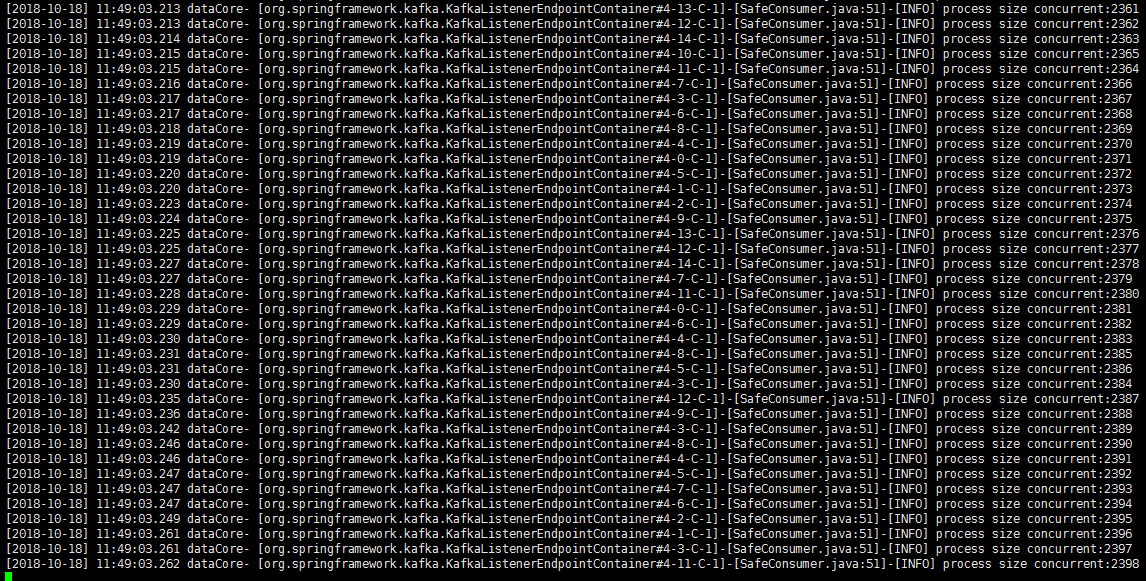 [2018-10-18] 11:49:03.213 dataCore- [org.springframework.kafka.KafkaListenerEndpointContainer#4-13-C-1]-[SafeConsumer.java:51]-[INFO] process size concurrent:2361
[2018-10-18] 11:49:03.213 dataCore- [org.springframework.kafka.KafkaListenerEndpointContainer#4-12-C-1]-[SafeConsumer.java:51]-[INFO] process size concurrent:2362
[2018-10-18] 11:49:03.214 dataCore- [org.springframework.kafka.KafkaListenerEndpointContainer#4-14-C-1]-[SafeConsumer.java:51]-[INFO] process size concurrent:2363
[2018-10-18] 11:49:03.215 dataCore- [org.springframework.kafka.KafkaListenerEndpointContainer#4-10-C-1]-[SafeConsumer.java:51]-[INFO] process size concurrent:2365
[2018-10-18] 11:49:03.215 dataCore- [org.springframework.kafka.KafkaListenerEndpointContainer#4-11-C-1]-[SafeConsumer.java:51]-[INFO] process size concurrent:2364
[2018-10-18] 11:49:03.216 dataCore- [org.springframework.kafka.KafkaListenerEndpointContainer#4-7-C-1]-[SafeConsumer.java:51]-[INFO] process size concurrent:2366
[2018-10-18] 11:49:03.217 dataCore- [org.springframework.kafka.KafkaListenerEndpointContainer#4-3-C-1]-[SafeConsumer.java:51]-[INFO] process size concurrent:2367
[2018-10-18] 11:49:03.217 dataCore- [org.springframework.kafka.KafkaListenerEndpointContainer#4-6-C-1]-[SafeConsumer.java:51]-[INFO] process size concurrent:2368
[2018-10-18] 11:49:03.218 dataCore- [org.springframework.kafka.KafkaListenerEndpointContainer#4-8-C-1]-[SafeConsumer.java:51]-[INFO] process size concurrent:2369
[2018-10-18] 11:49:03.219 dataCore- [org.springframework.kafka.KafkaListenerEndpointContainer#4-4-C-1]-[SafeConsumer.java:51]-[INFO] process size concurrent:2370
[2018-10-18] 11:49:03.219 dataCore- [org.springframework.kafka.KafkaListenerEndpointContainer#4-0-C-1]-[SafeConsumer.java:51]-[INFO] process size concurrent:2371
[2018-10-18] 11:49:03.220 dataCore- [org.springframework.kafka.KafkaListenerEndpointContainer#4-5-C-1]-[SafeConsumer.java:51]-[INFO] process size concurrent:2372
[2018-10-18] 11:49:03.220 dataCore- [org.springframework.kafka.KafkaListenerEndpointContainer#4-1-C-1]-[SafeConsumer.java:51]-[INFO] process size concurrent:2373
[2018-10-18] 11:49:03.223 dataCore- [org.springframework.kafka.KafkaListenerEndpointContainer#4-2-C-1]-[SafeConsumer.java:51]-[INFO] process size concurrent:2374
[2018-10-18] 11:49:03.224 dataCore- [org.springframework.kafka.KafkaListenerEndpointContainer#4-9-C-1]-[SafeConsumer.java:51]-[INFO] process size concurrent:2375
[2018-10-18] 11:49:03.225 dataCore- [org.springframework.kafka.KafkaListenerEndpointContainer#4-13-C-1]-[SafeConsumer.java:51]-[INFO] process size concurrent:2376
[2018-10-18] 11:49:03.225 dataCore- [org.springframework.kafka.KafkaListenerEndpointContainer#4-12-C-1]-[SafeConsumer.java:51]-[INFO] process size concurrent:2377
[2018-10-18] 11:49:03.227 dataCore- [org.springframework.kafka.KafkaListenerEndpointContainer#4-14-C-1]-[SafeConsumer.java:51]-[INFO] process size concurrent:2378
[2018-10-18] 11:49:03.227 dataCore- [org.springframework.kafka.KafkaListenerEndpointContainer#4-7-C-1]-[SafeConsumer.java:51]-[INFO] process size concurrent:2379
[2018-10-18] 11:49:03.228 dataCore- [org.springframework.kafka.KafkaListenerEndpointContainer#4-11-C-1]-[SafeConsumer.java:51]-[INFO] process size concurrent:2380
[2018-10-18] 11:49:03.229 dataCore- [org.springframework.kafka.KafkaListenerEndpointContainer#4-0-C-1]-[SafeConsumer.java:51]-[INFO] process size concurrent:2381
[2018-10-18] 11:49:03.229 dataCore- [org.springframework.kafka.KafkaListenerEndpointContainer#4-6-C-1]-[SafeConsumer.java:51]-[INFO] process size concurrent:2382
[2018-10-18] 11:49:03.230 dataCore- [org.springframework.kafka.KafkaListenerEndpointContainer#4-4-C-1]-[SafeConsumer.java:51]-[INFO] process size concurrent:2383
[2018-10-18] 11:49:03.231 dataCore- [org.springframework.kafka.KafkaListenerEndpointContainer#4-8-C-1]-[SafeConsumer.java:51]-[INFO] process size concurrent:2385
[2018-10-18] 11:49:03.231 dataCore- [org.springframework.kafka.KafkaListenerEndpointContainer#4-5-C-1]-[SafeConsumer.java:51]-[INFO] process size concurrent:2386
[2018-10-18] 11:49:03.230 dataCore- [org.springframework.kafka.KafkaListenerEndpointContainer#4-3-C-1]-[SafeConsumer.java:51]-[INFO] process size concurrent:2384
[2018-10-18] 11:49:03.235 dataCore- [org.springframework.kafka.KafkaListenerEndpointContainer#4-12-C-1]-[SafeConsumer.java:51]-[INFO] process size concurrent:2387
[2018-10-18] 11:49:03.236 dataCore- [org.springframework.kafka.KafkaListenerEndpointContainer#4-9-C-1]-[SafeConsumer.java:51]-[INFO] process size concurrent:2388
[2018-10-18] 11:49:03.242 dataCore- [org.springframework.kafka.KafkaListenerEndpointContainer#4-3-C-1]-[SafeConsumer.java:51]-[INFO] process size concurrent:2389
[2018-10-18] 11:49:03.246 dataCore- [org.springframework.kafka.KafkaListenerEndpointContainer#4-8-C-1]-[SafeConsumer.java:51]-[INFO] process size concurrent:2390
[2018-10-18] 11:49:03.246 dataCore- [org.springframework.kafka.KafkaListenerEndpointContainer#4-4-C-1]-[SafeConsumer.java:51]-[INFO] process size concurrent:2391
[2018-10-18] 11:49:03.247 dataCore- [org.springframework.kafka.KafkaListenerEndpointContainer#4-5-C-1]-[SafeConsumer.java:51]-[INFO] process size concurrent:2392
[2018-10-18] 11:49:03.247 dataCore- [org.springframework.kafka.KafkaListenerEndpointContainer#4-7-C-1]-[SafeConsumer.java:51]-[INFO] process size concurrent:2393
[2018-10-18] 11:49:03.247 dataCore- [org.springframework.kafka.KafkaListenerEndpointContainer#4-6-C-1]-[SafeConsumer.java:51]-[INFO] process size concurrent:2394
[2018-10-18] 11:49:03.249 dataCore- [org.springframework.kafka.KafkaListenerEndpointContainer#4-2-C-1]-[SafeConsumer.java:51]-[INFO] process size concurrent:2395
[2018-10-18] 11:49:03.261 dataCore- [org.springframework.kafka.KafkaListenerEndpointContainer#4-1-C-1]-[SafeConsumer.java:51]-[INFO] process size concurrent:2396
[2018-10-18] 11:49:03.261 dataCore- [org.springframework.kafka.KafkaListenerEndpointContainer#4-3-C-1]-[SafeConsumer.java:51]-[INFO] process size concurrent:2397
[2018-10-18] 11:49:03.262 dataCore- [org.springframework.kafka.KafkaListenerEndpointContainer#4-11-C-1]-[SafeConsumer.java:51]-[INFO] process size concurrent:2398